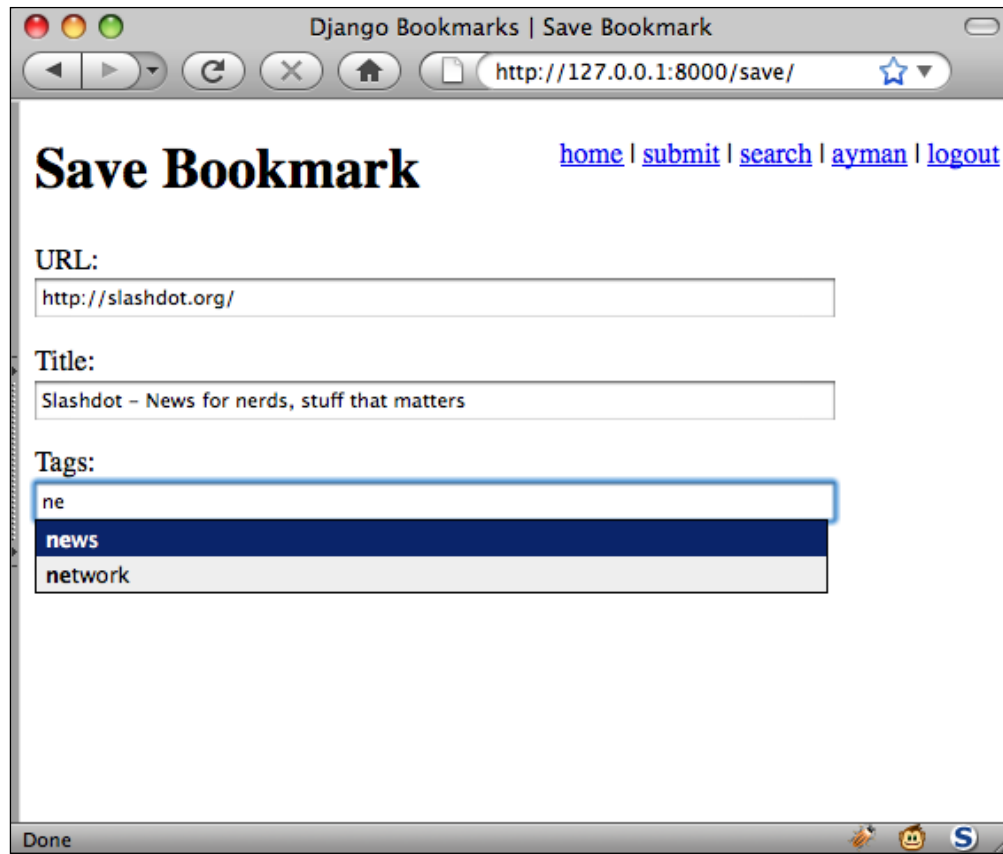 Django Bookmarks | Save Bookmark
http://127.0.0.1:8000/save/
Save Bookmark
home | submit | search | ayman | logout
URL:
http://slashdot.org/
Title:
Slashdot – News for nerds, stuff that matters
Tags:
ne
news
network
Done
S